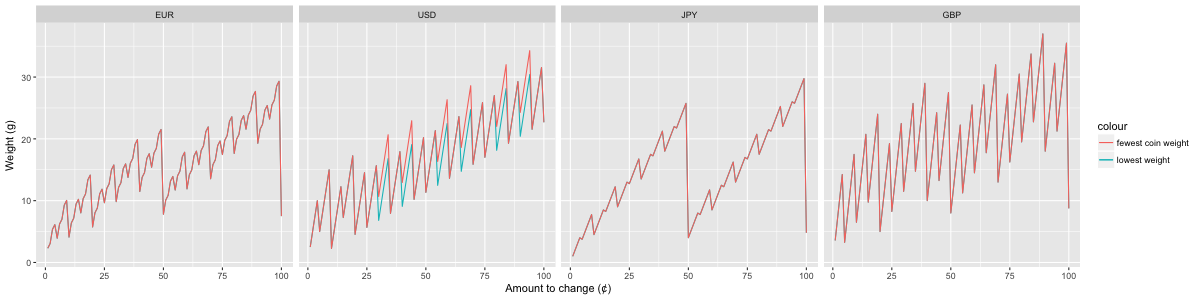 EUR USD JPY GBP
Weight (g)
30
20
10
0
0 25 50 75 100 0 25 50 75 100 0 25 50 75 100 0 25 50 75 100
Amount to change (¢)
colour
fewest coin weight
lowest weight